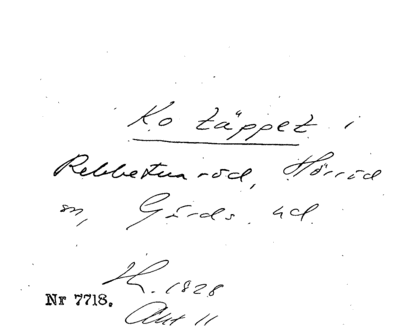 Ko täppet i
Rebbetuaröd, Hörröd
sn, Gärds hd.
H. 1828
Nr 7718.
Akt 11